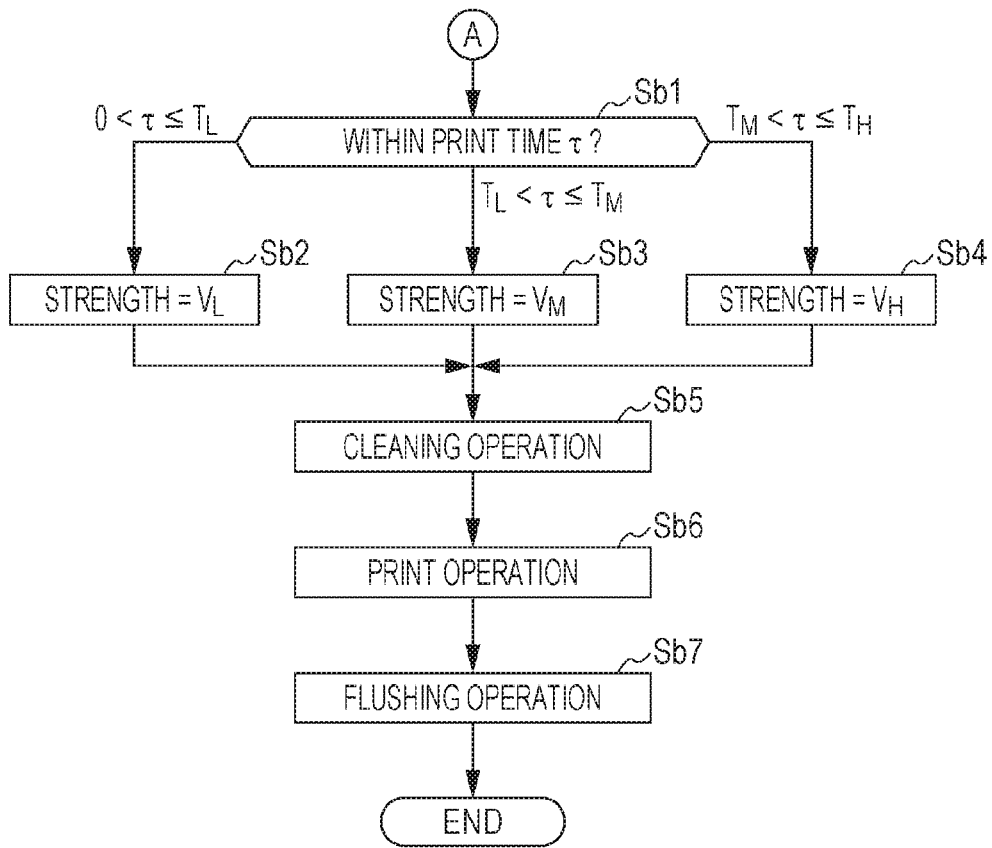 A
Sb1
0 < τ ≤ TL
WITHIN PRINT TIME τ ?
TM < τ ≤ TH
TL < τ ≤ TM
Sb2
Sb3
Sb4
STRENGTH = VL
STRENGTH = VM
STRENGTH = VH
Sb5
CLEANING OPERATION
Sb6
PRINT OPERATION
Sb7
FLUSHING OPERATION
END